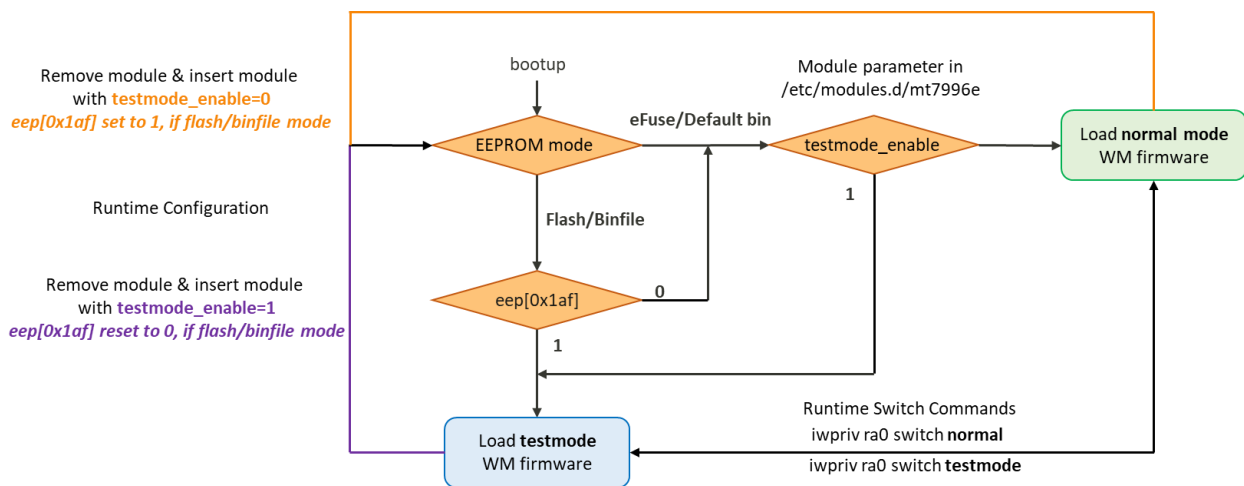 Remove module & insert module
with testmode_enable=0
eep[0x1af] set to 1, if flash/binfile mode
Runtime Configuration
Remove module & insert module
with testmode_enable=1
eep[0x1af] reset to 0, if flash/binfile mode
bootup
EEPROM mode
eFuse/Default bin
Module parameter in
/etc/modules.d/mt7996e
testmode_enable
Load normal mode
WM firmware
1
Flash/Binfile
eep[0x1af]
0
1
Load testmode
WM firmware
Runtime Switch Commands
iwpriv ra0 switch normal
iwpriv ra0 switch testmode